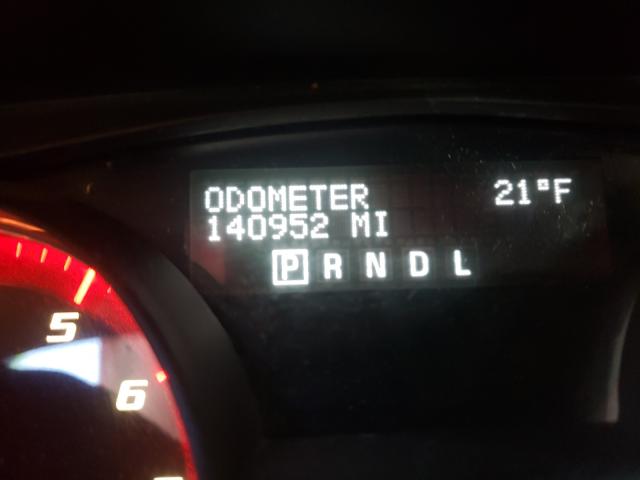 ODOMETER 21°F
140952 MI
P R N D L
5
6